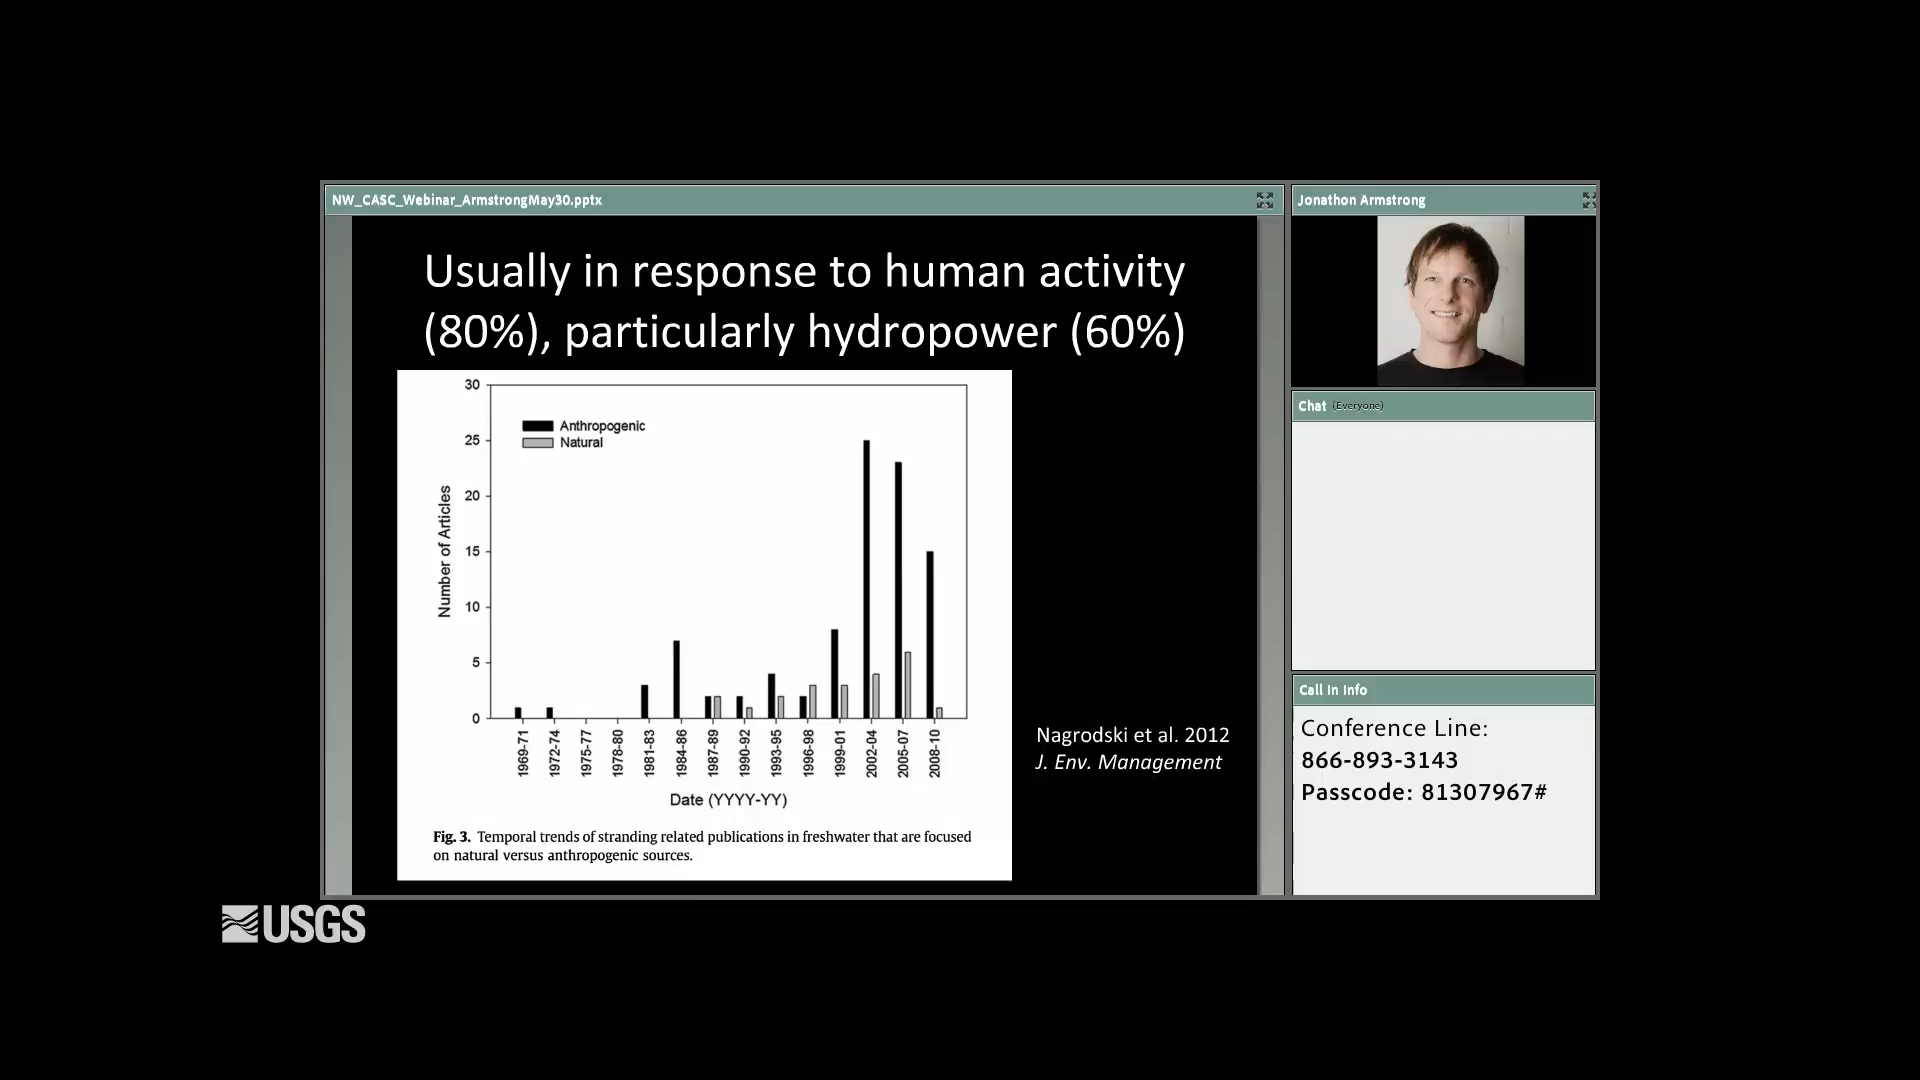 NW_CASC_Webinar_ArmstrongMay30.pptx
Usually in response to human activity
(80%), particularly hydropower (60%)
30
25
20
15
10
5
0
Number of Articles
Anthropogenic
Natural
1969-71
1972-74
1975-77
1978-80
1981-83
1984-86
1987-89
1990-92
1993-95
1996-98
1999-01
2002-04
2005-07
2008-10
Date (YYYY-YY)
Fig. 3. Temporal trends of stranding related publications in freshwater that are focused
on natural versus anthropogenic sources.
Nagrodski et al. 2012
J. Env. Management
Jonathon Armstrong
Chat (Everyone)
Call In Info
Conference Line:
866-893-3143
Passcode: 81307967#
USGS